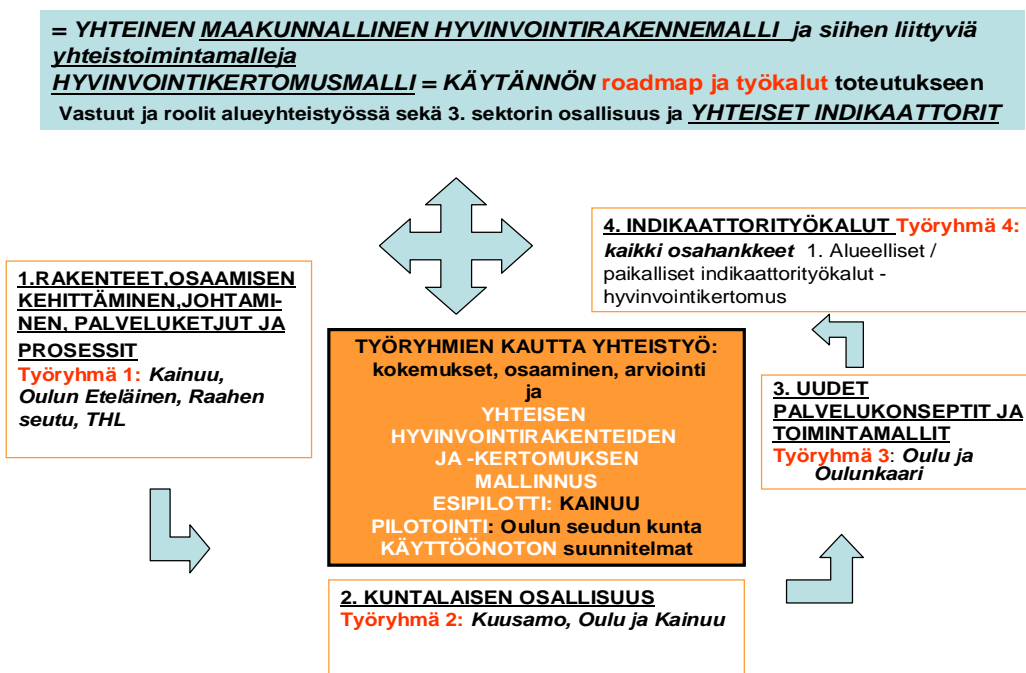 = YHTEINEN MAAKUNNALLINEN HYVINVOINTIRAKENNEMALLI ja siihen liittyviä
yhteistoimintamalleja
HYVINVOINTIKERTOMUSMALLI = KÄYTÄNNÖN roadmap ja työkalut toteutukseen
Vastuut ja roolit alueyhteistyössä sekä 3. sektorin osallisuus ja YHTEISET INDIKAATTORIT
1.RAKENTEET,OSAAMISEN
KEHITTÄMINEN,JOHTAMI-
NEN, PALVELUKETJUT JA
PROSESSIT
Työryhmä 1: Kainuu,
Oulun Eteläinen, Raahen
seutu, THL
TYÖRYHMIEN KAUTTA YHTEISTYÖ:
kokemukset, osaaminen, arviointi
ja
YHTEISEN
HYVINVOINTIRAKENTEIDEN
JA -KERTOMUKSEN
MALLINNUS
ESIPILOTTI: KAINUU
PILOTOINTI: Oulun seudun kunta
KÄYTTÖÖNOTON suunnitelmat
2. KUNTALAISEN OSALLISUUS
Työryhmä 2: Kuusamo, Oulu ja Kainuu
3. UUDET
PALVELUKONSEPTIT JA
TOIMINTAMALLIT
Työryhmä 3: Oulu ja
Oulunkaari
4. INDIKAATTORITYÖKALUT Työryhmä 4:
kaikki osahankkeet 1. Alueelliset /
paikalliset indikaattorityökalut -
hyvinvointikertomus